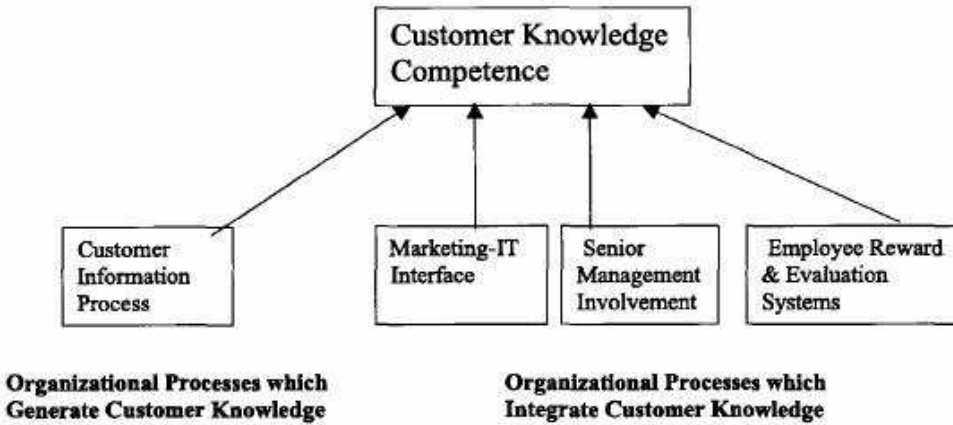 Customer Knowledge
Competence
Customer
Information
Process
Marketing-IT
Interface
Senior
Management
Involvement
Employee Reward
& Evaluation
Systems
Organizational Processes which
Generate Customer Knowledge
Organizational Processes which
Integrate Customer Knowledge